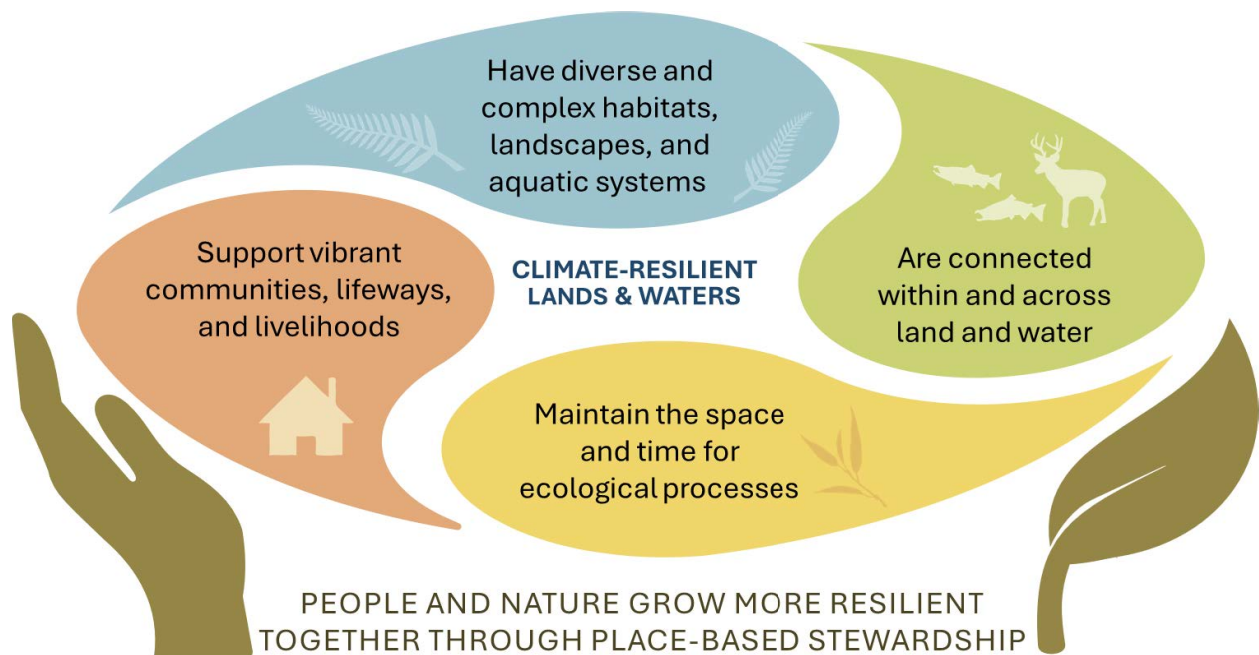 Have diverse and
complex habitats,
landscapes, and
aquatic systems
Support vibrant
communities, lifeways,
and livelihoods
CLIMATE-RESILIENT
LANDS & WATERS
Are connected
within and across
land and water
Maintain the space
and time for
ecological processes
PEOPLE AND NATURE GROW MORE RESILIENT
TOGETHER THROUGH PLACE-BASED STEWARDSHIP